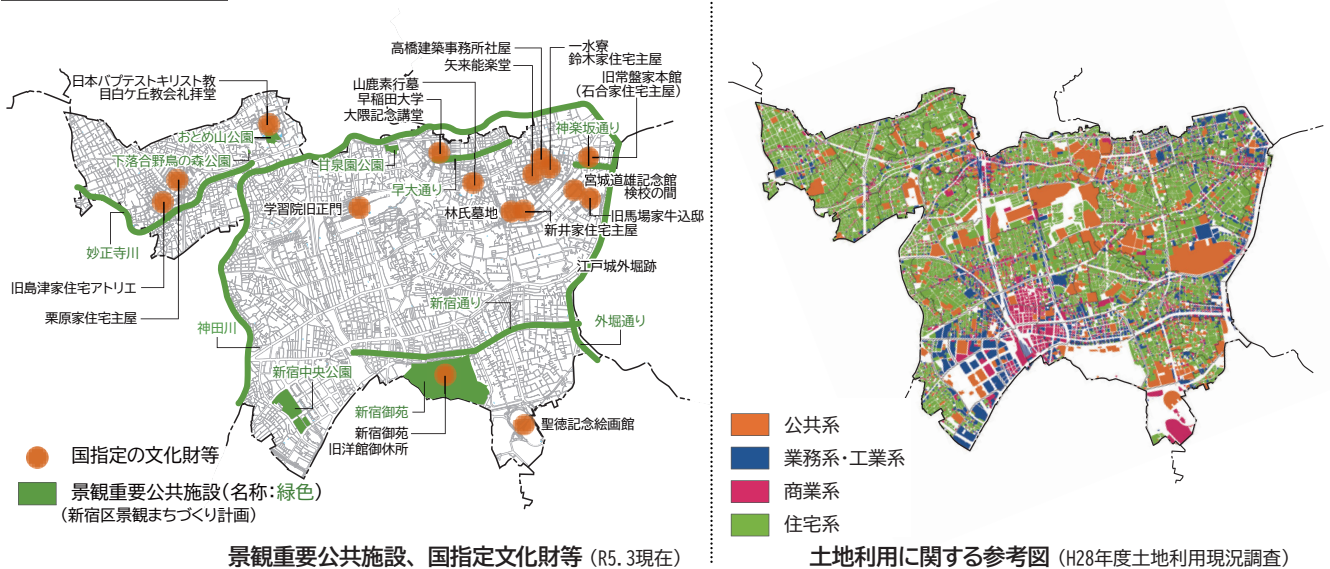 高橋建築事務所社屋
矢来能楽堂
一水寮
鈴木家住宅主屋
旧常盤家本館
(石合家住宅主屋)
日本バプテストキリスト教
目白ケ丘教会礼拝堂
山鹿素行墓
早稲田大学
大隈記念講堂
おとめ山公園
下落合野鳥の森公園
甘泉園公園
神楽坂通り
早大通り
宮城道雄記念館
検校の間
学習院旧正門
林氏墓地
旧馬場家牛込邸
新井家住宅主屋
妙正寺川
江戸城外堀跡
旧島津家住宅アトリエ
栗原家住宅主屋
神田川
新宿通り
外堀通り
新宿中央公園
新宿御苑
新宿御苑
旧洋館御休所
聖徳記念絵画館
国指定の文化財等
景観重要公共施設(名称:緑色)
(新宿区景観まちづくり計画)
景観重要公共施設、国指定文化財等 (R5.3現在)
公共系
業務系・工業系
商業系
住宅系
土地利用に関する参考図 (H28年度土地利用現況調査)